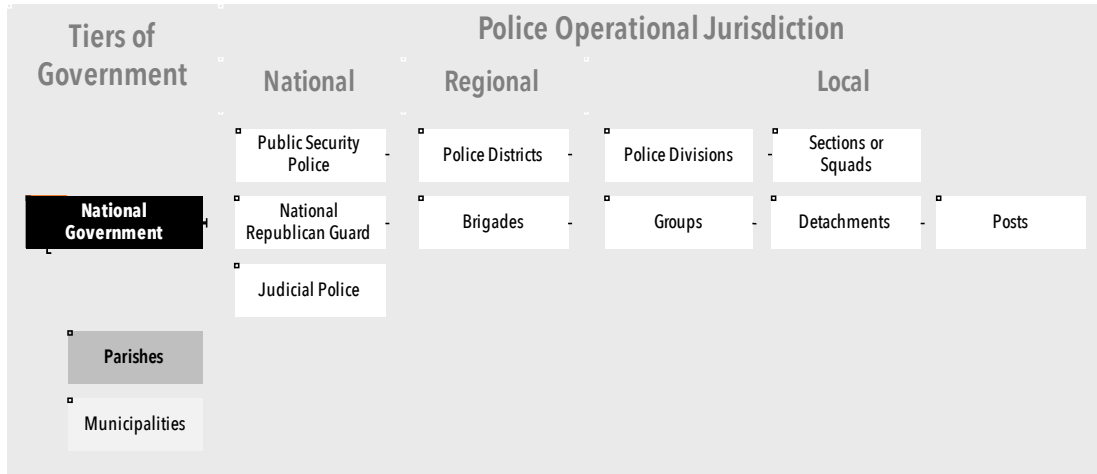 Tiers of
Government
Police Operational Jurisdiction
National
Regional
Local
Public Security
Police
Police Districts
Police Divisions
Sections or
Squads
National
Government
National
Republican Guard
Brigades
Groups
Detachments
Posts
Judicial Police
Parishes
Municipalities